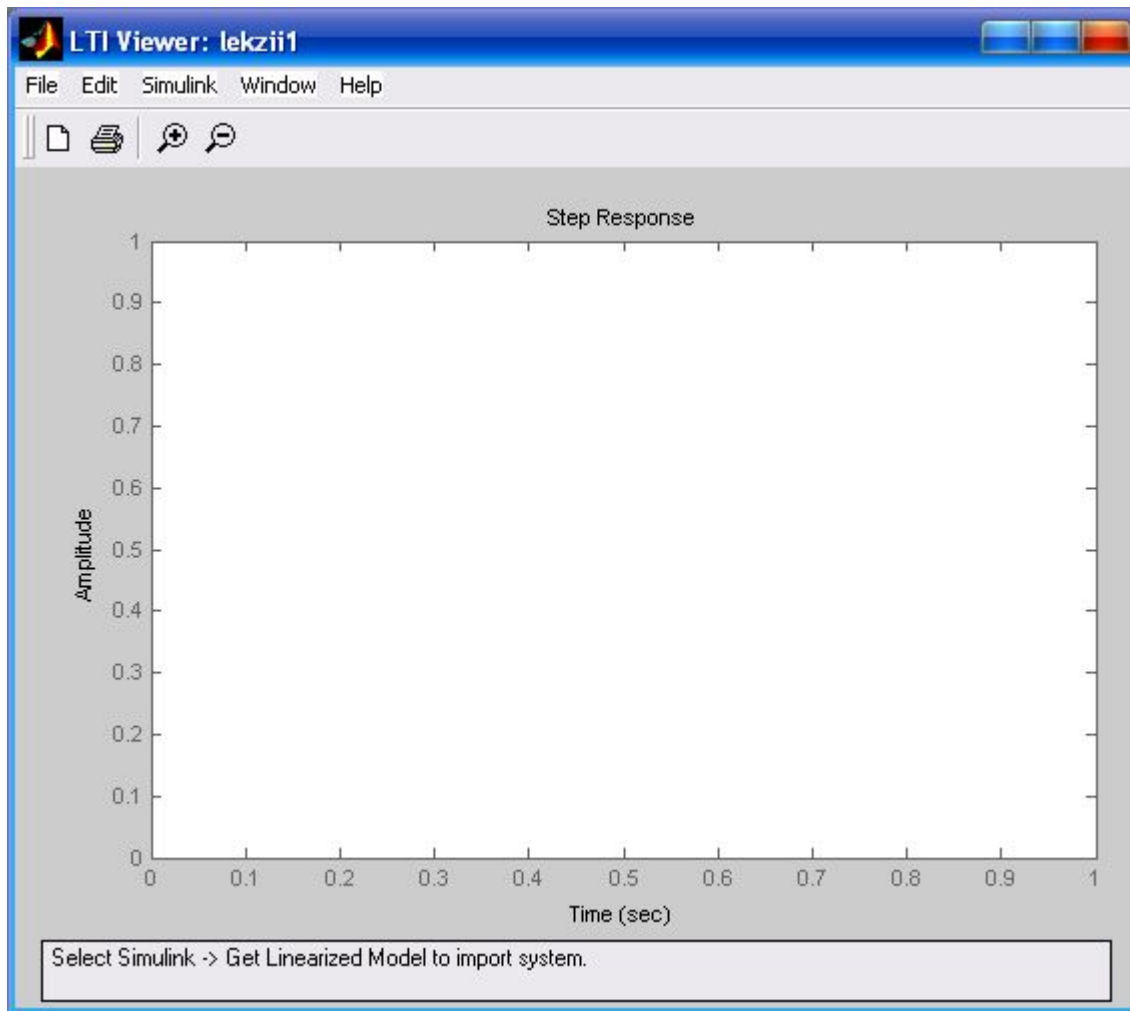 LTI Viewer: lekzii1
File Edit Simulink Window Help
Step Response
Amplitude
1
0.9
0.8
0.7
0.6
0.5
0.4
0.3
0.2
0.1
0
0 0.1 0.2 0.3 0.4 0.5 0.6 0.7 0.8 0.9 1
Time (sec)
Select Simulink -> Get Linearized Model to import system.